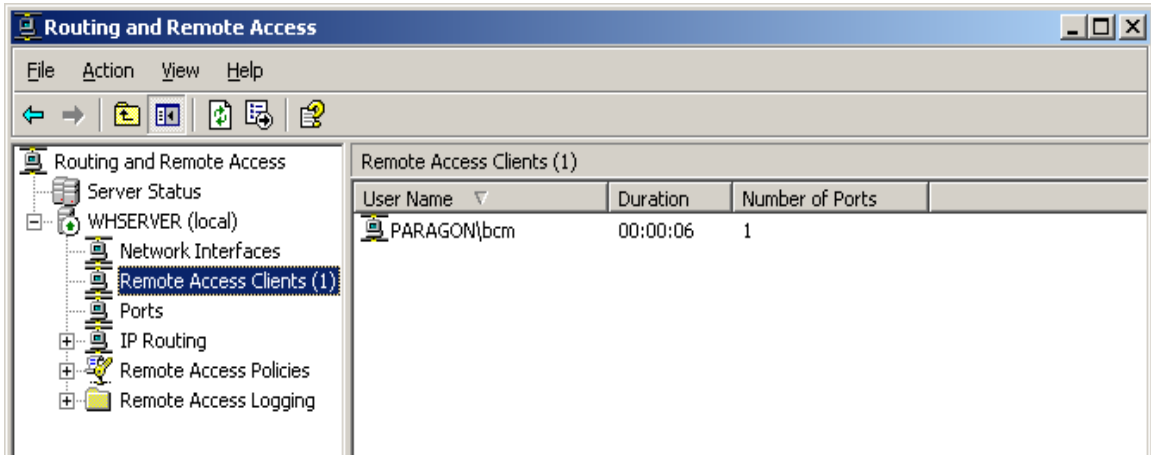 Routing and Remote Access
File Action View Help
Routing and Remote Access
Server Status
WHSERVER (local)
Network Interfaces
Remote Access Clients (1)
Ports
IP Routing
Remote Access Policies
Remote Access Logging
Remote Access Clients (1)
User Name Duration Number of Ports
PARAGON\bcm 00:00:06 1